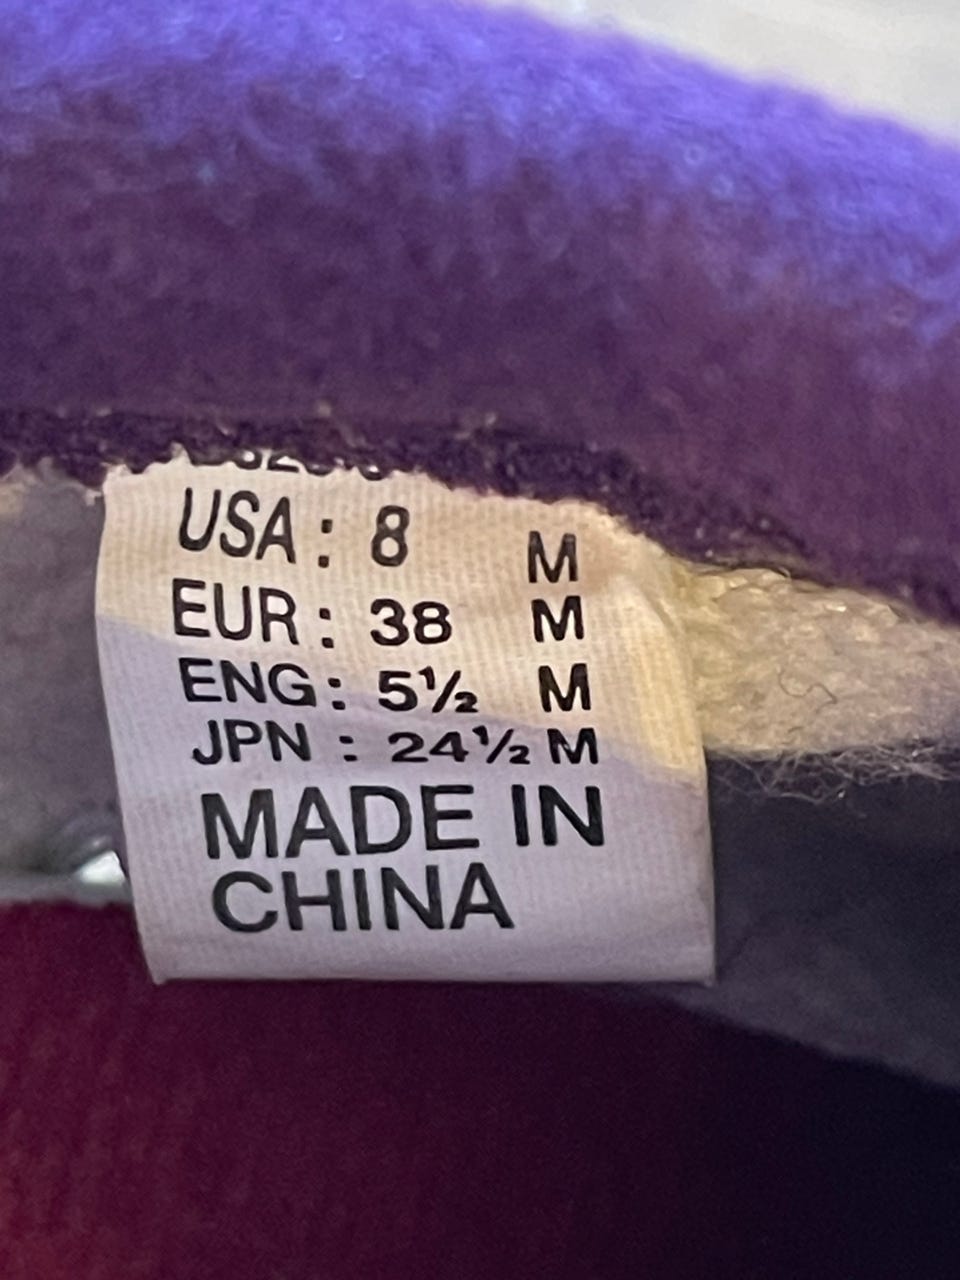 USA: 8 M
EUR: 38 M
ENG: 5½ M
JPN: 24½ M
MADE IN
CHINA